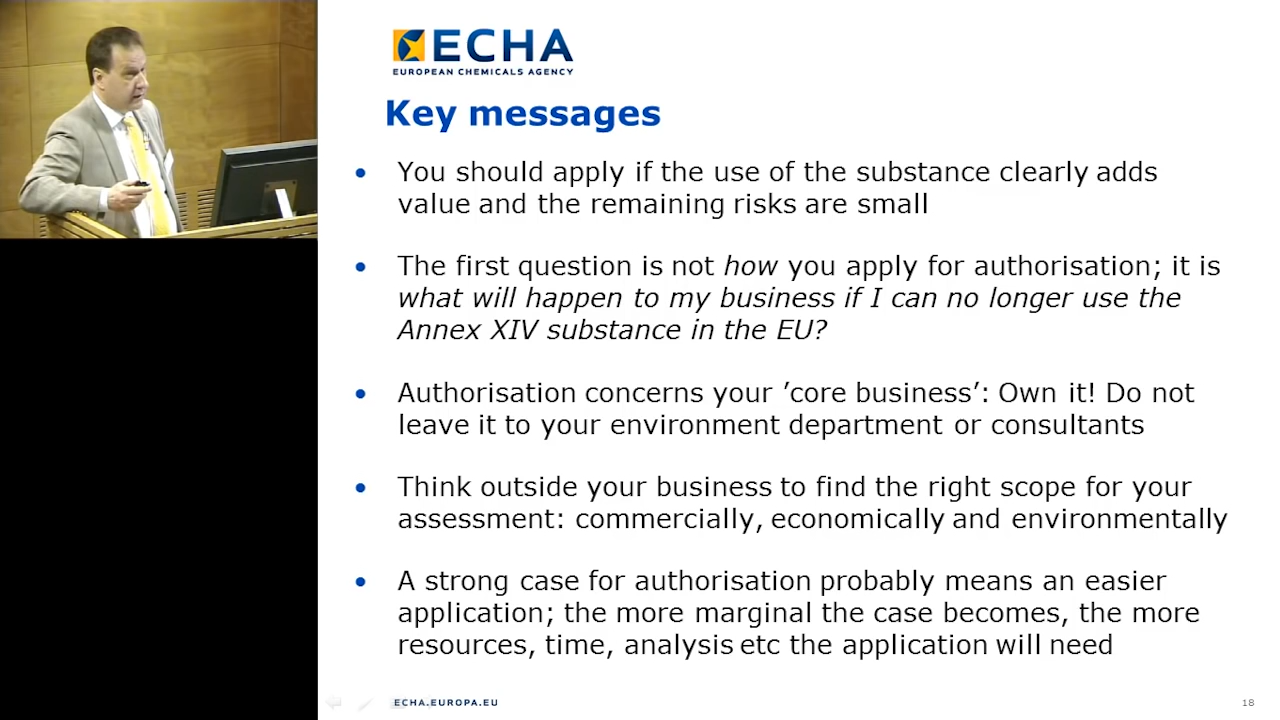 ECHA
EUROPEAN CHEMICALS AGENCY
Key messages
• You should apply if the use of the substance clearly adds
value and the remaining risks are small
• The first question is not how you apply for authorisation; it is
what will happen to my business if I can no longer use the
Annex XIV substance in the EU?
• Authorisation concerns your ’core business’: Own it! Do not
leave it to your environment department or consultants
• Think outside your business to find the right scope for your
assessment: commercially, economically and environmentally
• A strong case for authorisation probably means an easier
application; the more marginal the case becomes, the more
resources, time, analysis etc the application will need
ECHA.EUROPA.EU
18